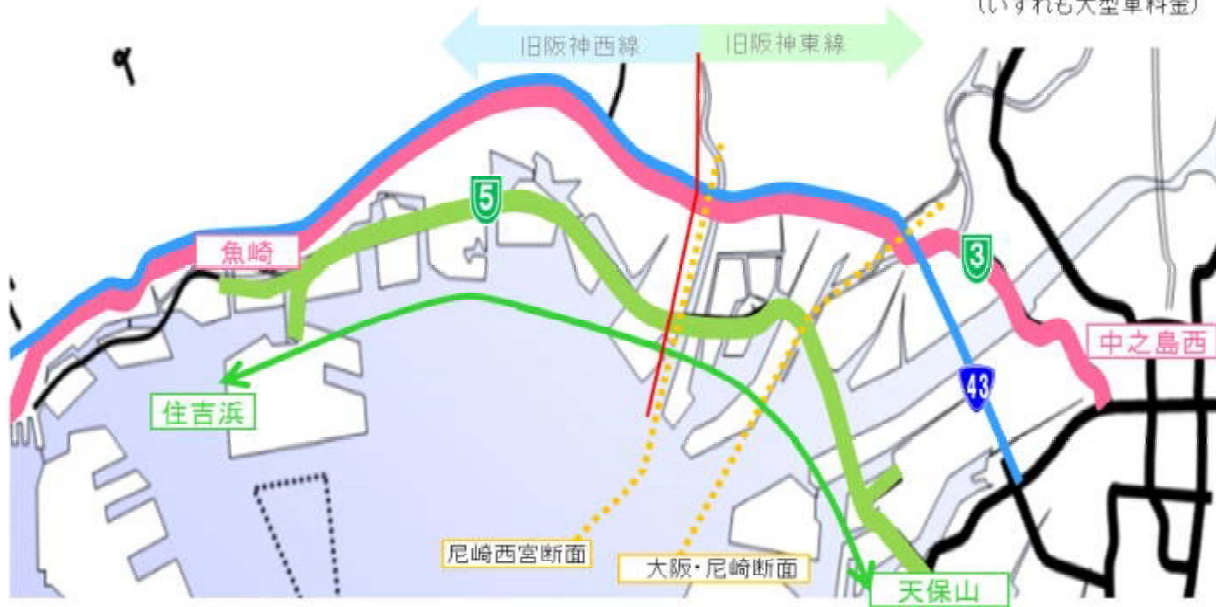 (いずれも大型車料金)
旧阪神西線
旧阪神東線
5
魚崎
3
中之島西
43
住吉浜
尼崎西宮断面
大阪・尼崎断面
天保山